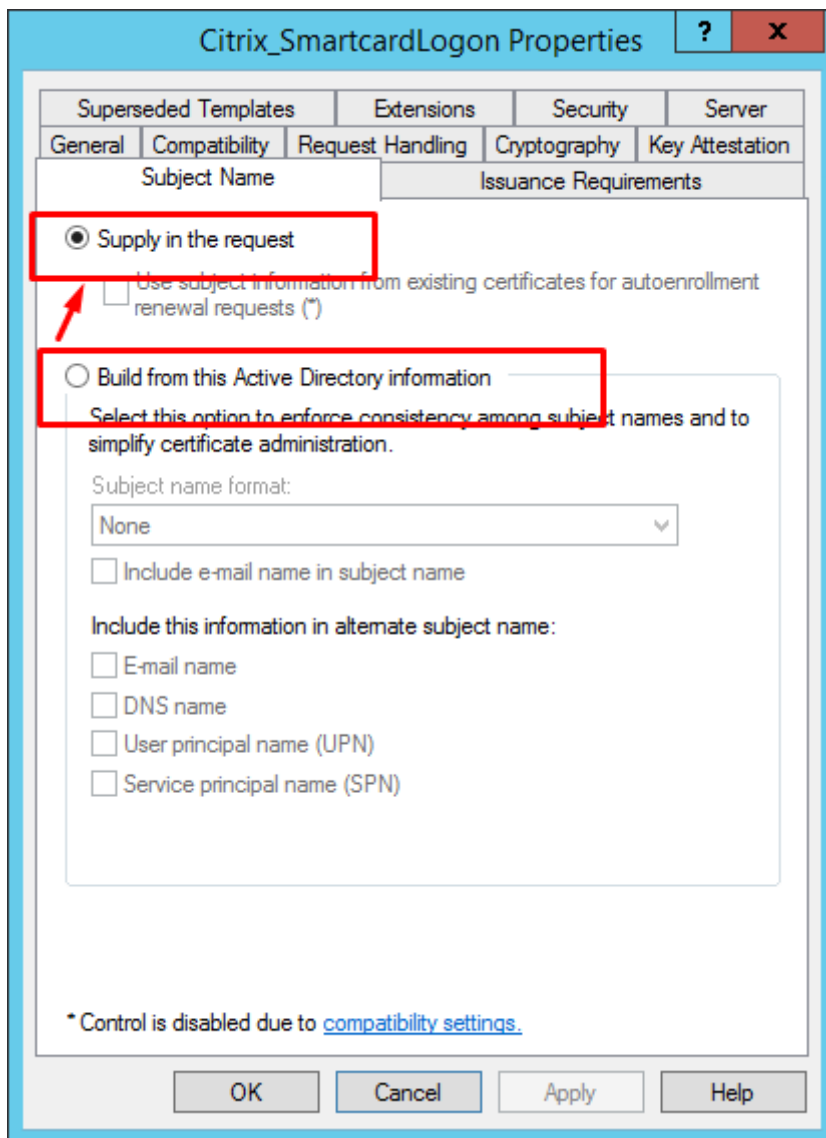 Citrix_SmartcardLogon Properties
?
x
Superseded Templates Extensions Security Server
General Compatibility Request Handling Cryptography Key Attestation
Subject Name Issuance Requirements
Supply in the request
Use subject information from existing certificates for autoenrollment
renewal requests (*)
Build from this Active Directory information
Select this option to enforce consistency among subject names and to
simplify certificate administration.
Subject name format:
None
Include e-mail name in subject name
Include this information in alternate subject name:
E-mail name
DNS name
User principal name (UPN)
Service principal name (SPN)
* Control is disabled due to compatibility settings.
OK Cancel Apply Help